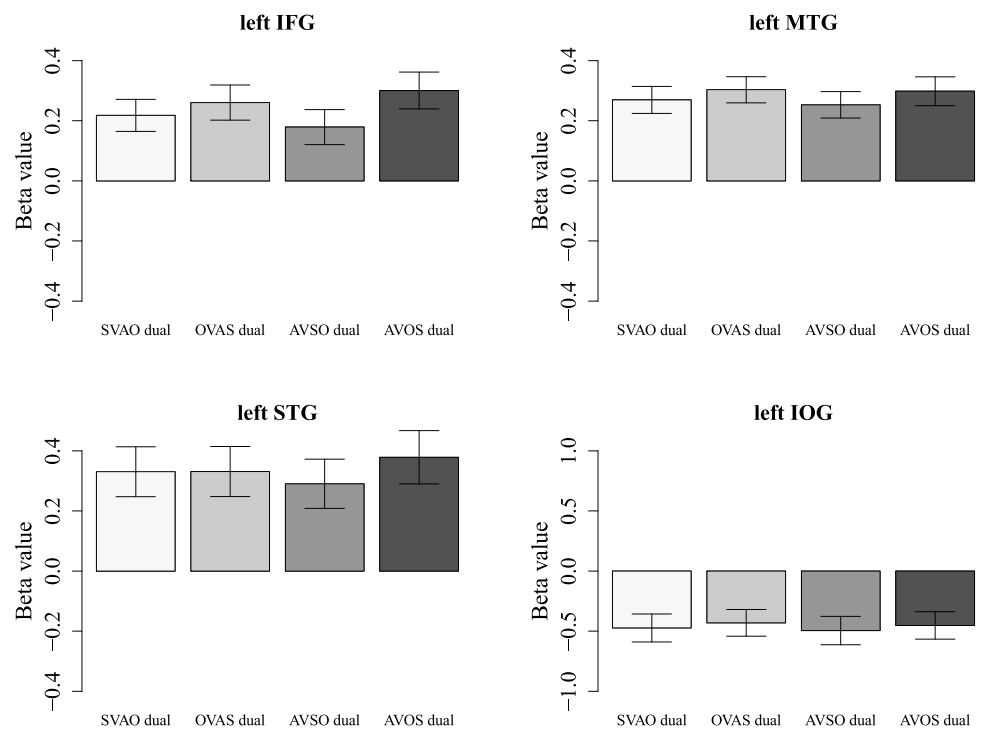 left IFG
Beta value
0.4
0.2
0.0
−0.2
−0.4
SVAO dual OVAS dual AVSO dual AVOS dual
left MTG
Beta value
0.4
0.2
0.0
−0.2
−0.4
SVAO dual OVAS dual AVSO dual AVOS dual
left STG
Beta value
0.4
0.2
0.0
−0.2
−0.4
SVAO dual OVAS dual AVSO dual AVOS dual
left IOG
Beta value
1.0
0.5
0.0
−0.5
−1.0
SVAO dual OVAS dual AVSO dual AVOS dual